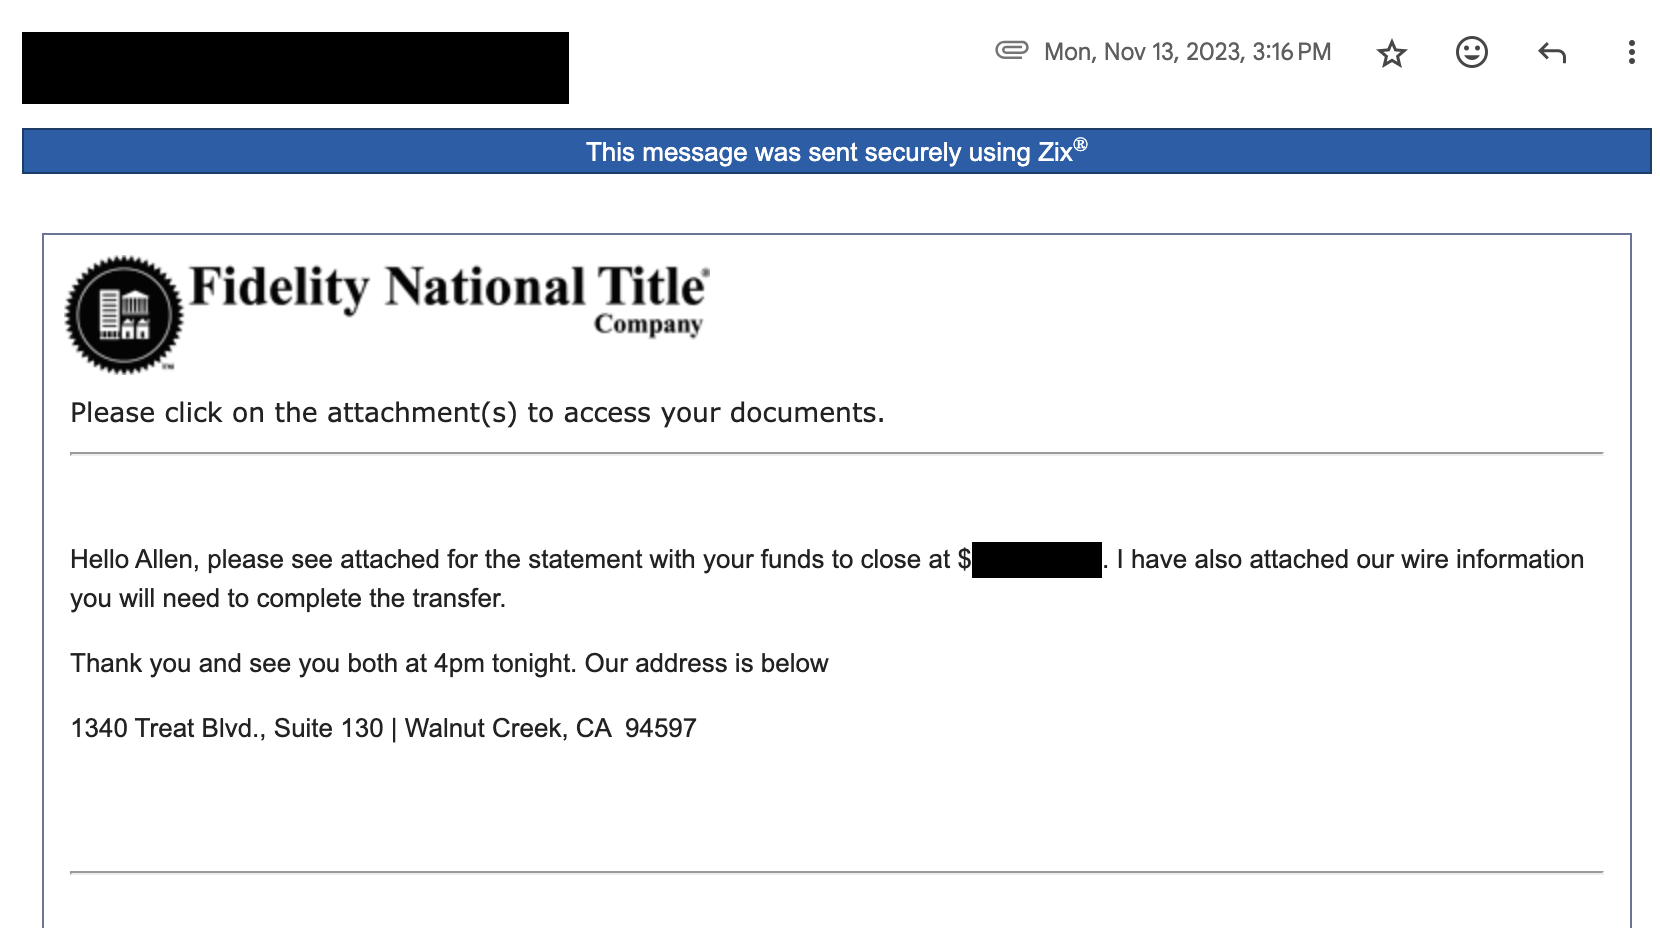 Mon, Nov 13, 2023, 3:16 PM
This message was sent securely using Zix®
Fidelity National Title®
Company
TM
Please click on the attachment(s) to access your documents.
Hello Allen, please see attached for the statement with your funds to close at $ . I have also attached our wire information
you will need to complete the transfer.
Thank you and see you both at 4pm tonight. Our address is below
1340 Treat Blvd., Suite 130 | Walnut Creek, CA  94597